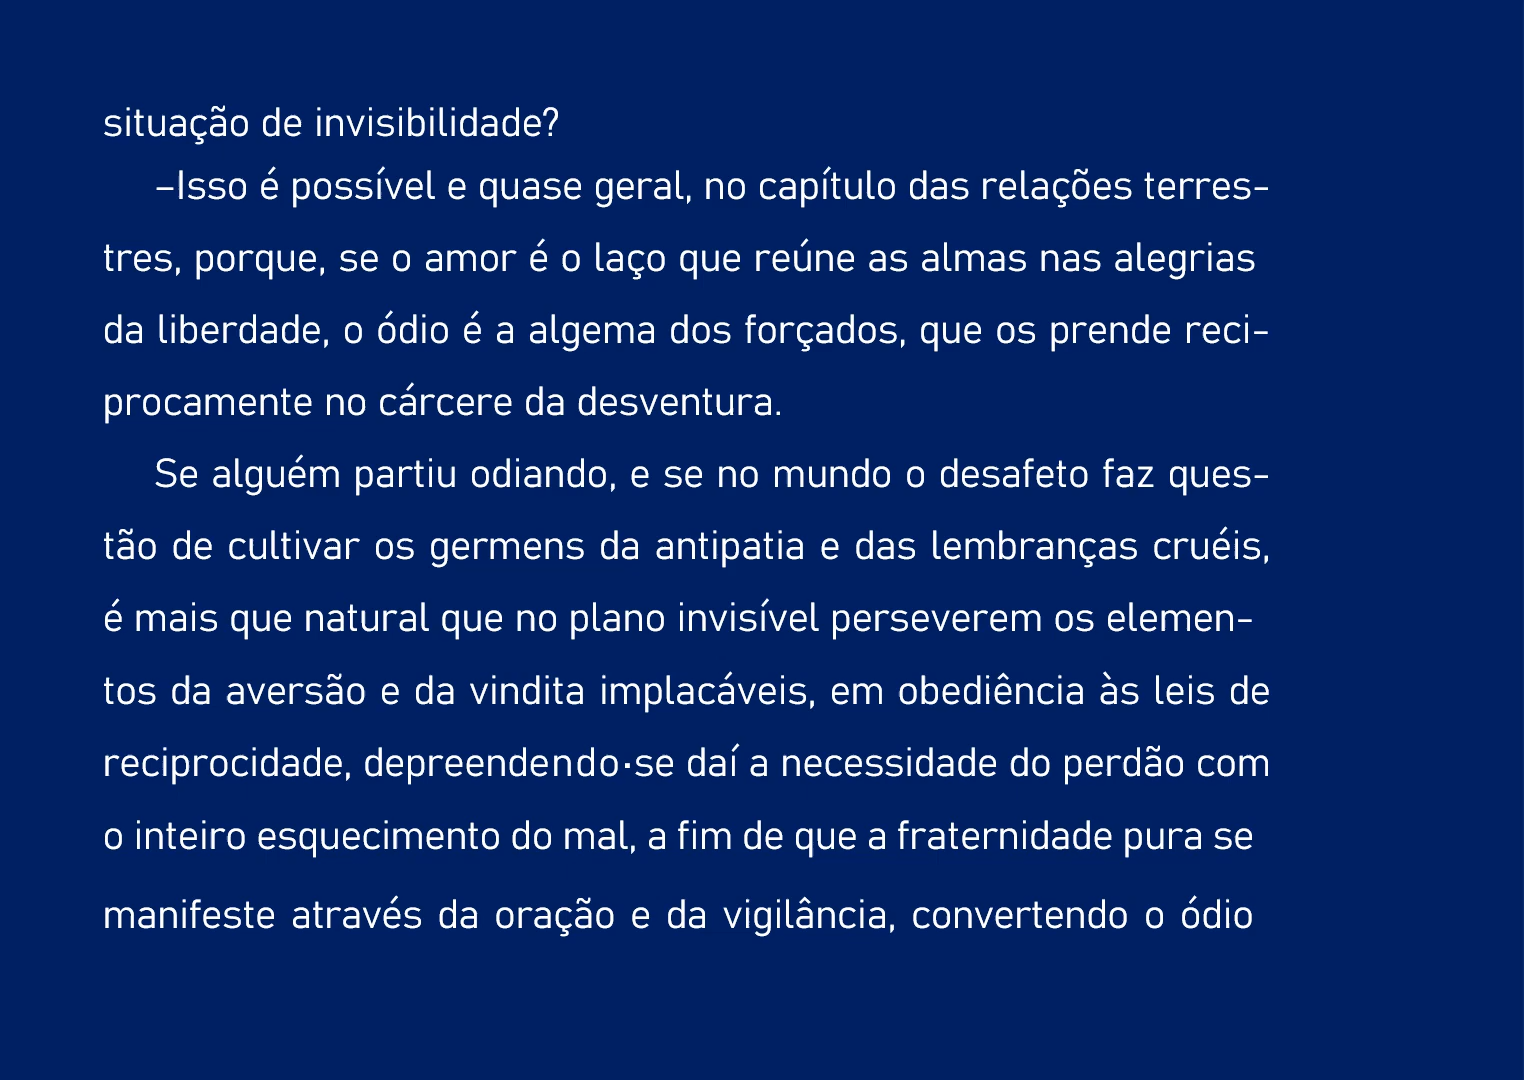 situação de invisibilidade?
–Isso é possível e quase geral, no capítulo das relações terres-
tres, porque, se o amor é o laço que reúne as almas nas alegrias
da liberdade, o ódio é a algema dos forçados, que os prende reci-
procamente no cárcere da desventura.
Se alguém partiu odiando, e se no mundo o desafeto faz ques-
tão de cultivar os germens da antipatia e das lembranças cruéis,
é mais que natural que no plano invisível perseverem os elemen-
tos da aversão e da vindita implacáveis, em obediência às leis de
reciprocidade, depreendendo·se daí a necessidade do perdão com
o inteiro esquecimento do mal, a fim de que a fraternidade pura se
manifeste através da oração e da vigilância, convertendo o ódio